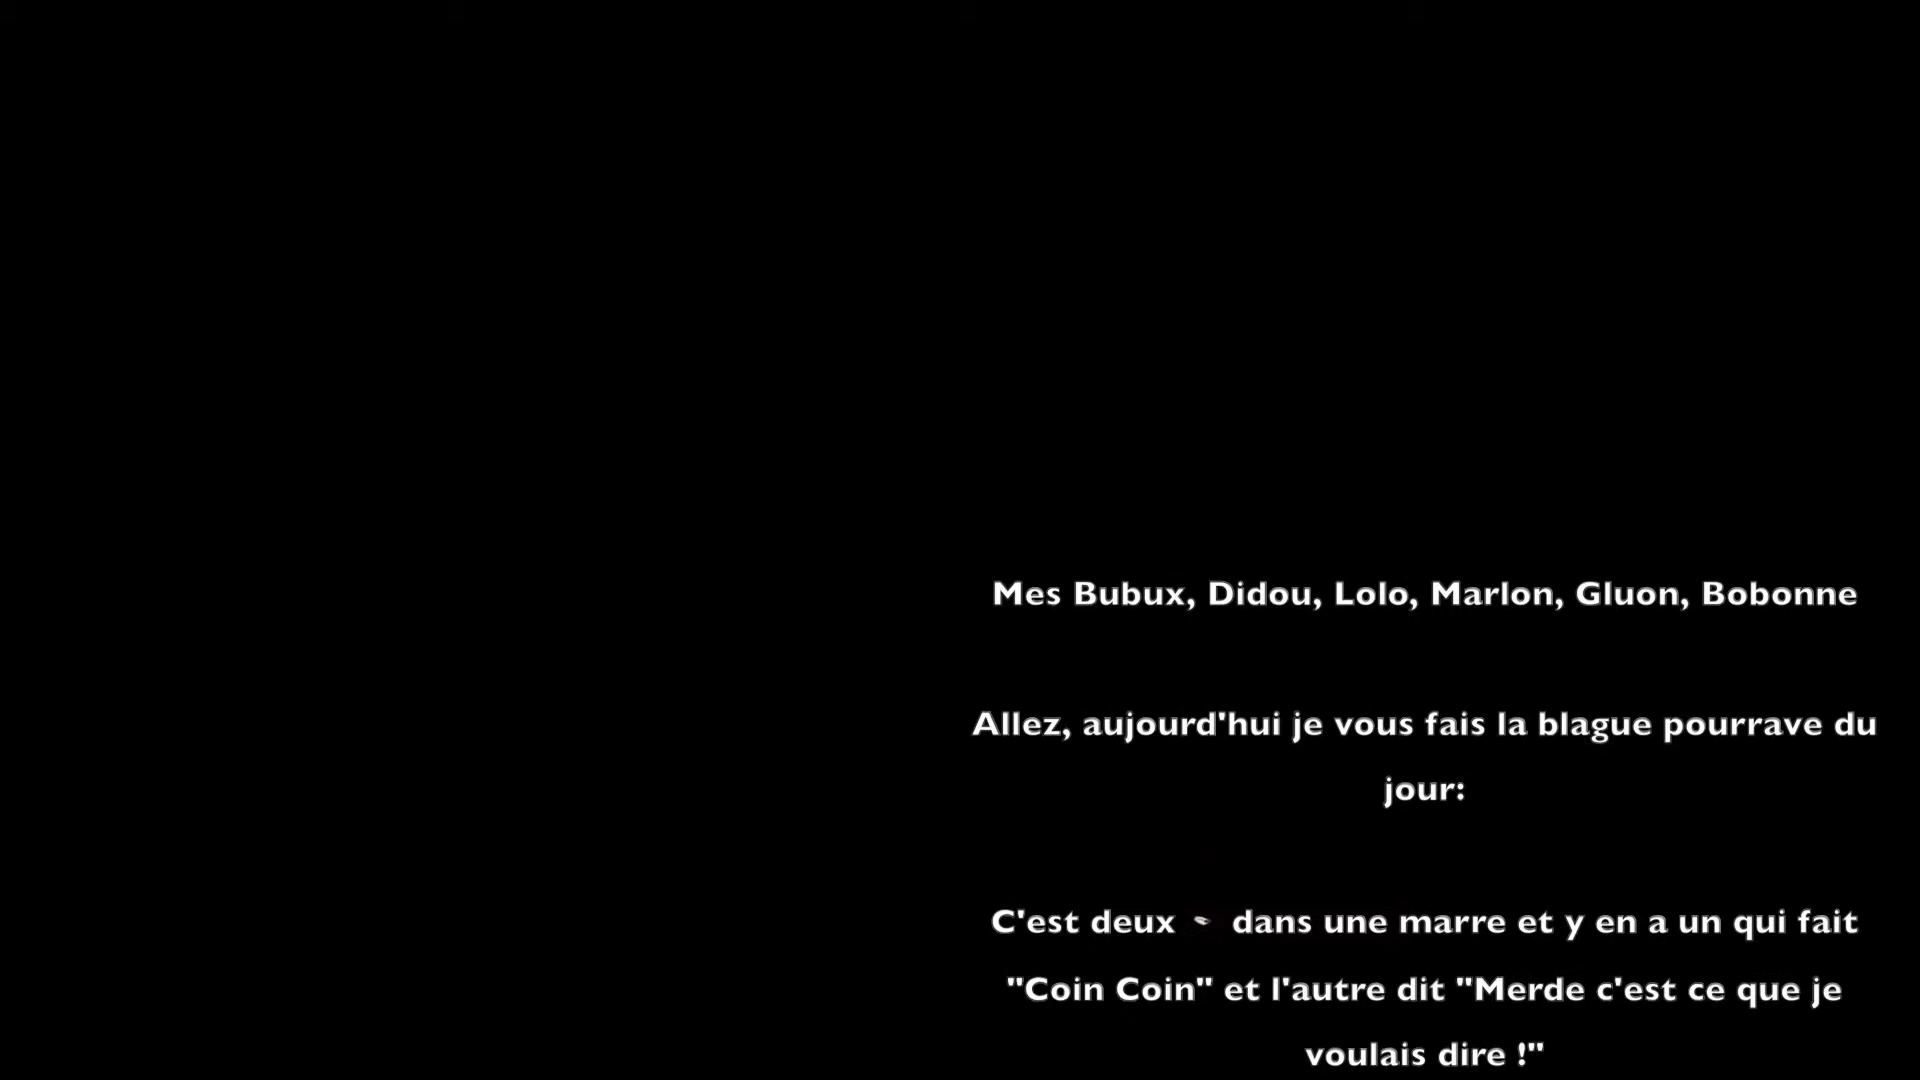 Mes Bubux, Didou, Lolo, Marlon, Gluon, Bobonne
Allez, aujourd'hui je vous fais la blague pourrave du
jour:
C'est deux dans une marre et y en a un qui fait
"Coin Coin" et l'autre dit "Merde c'est ce que je
voulais dire !"